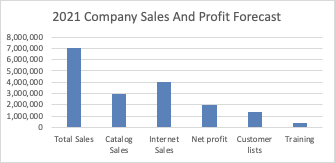 2021 Company Sales And Profit Forecast
8,000,000
7,000,000
6,000,000
5,000,000
4,000,000
3,000,000
2,000,000
1,000,000
0
Total Sales
Catalog
Sales
Internet
Sales
Net profit
Customer
lists
Training